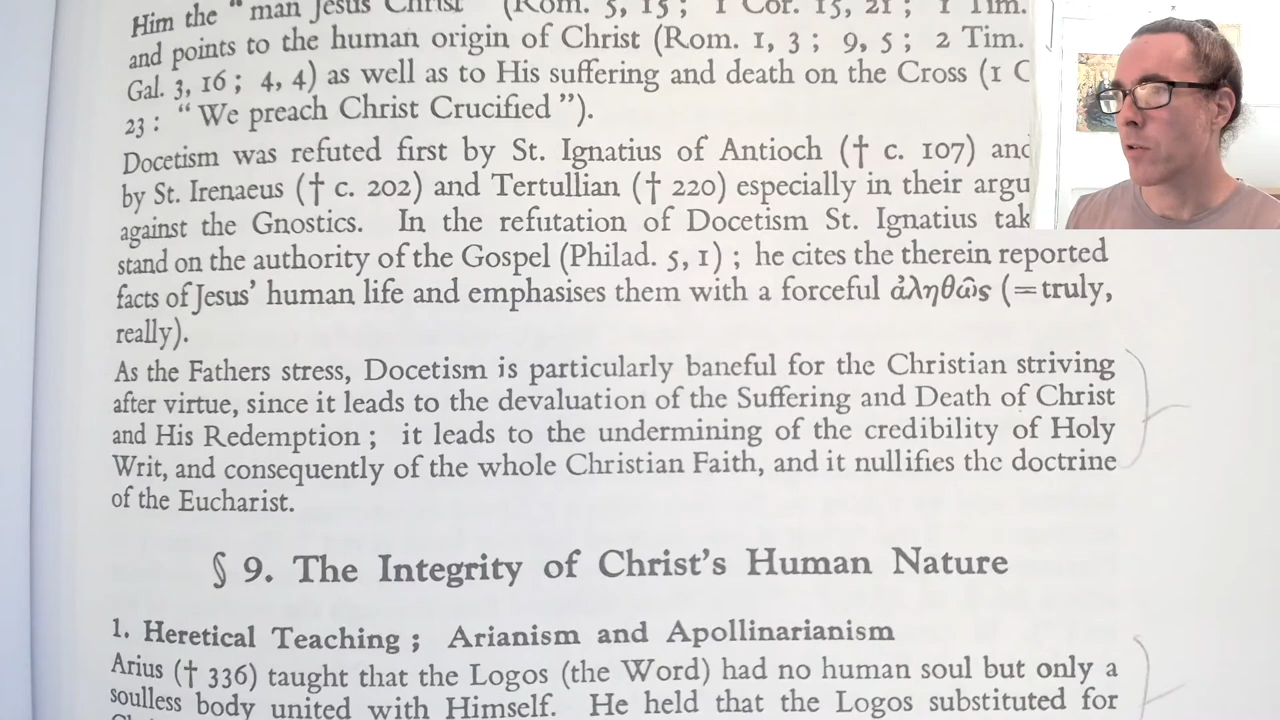 Him the “man Jesus Christ (Rom. 5, 15; 1 Cor. 15, 21; 1 Tim.
and points to the human origin of Christ (Rom. 1, 3; 9, 5; 2 Tim.
Gal. 3, 16; 4, 4) as well as to His suffering and death on the Cross (1 C
23: “We preach Christ Crucified”).
Docetism was refuted first by St. Ignatius of Antioch († c. 107) and
by St. Irenaeus († c. 202) and Tertullian († 220) especially in their argu
against the Gnostics. In the refutation of Docetism St. Ignatius tak
stand on the authority of the Gospel (Philad. 5, 1); he cites the therein reported
facts of Jesus’ human life and emphasises them with a forceful ἀληθῶς (=truly,
really).
As the Fathers stress, Docetism is particularly baneful for the Christian striving
after virtue, since it leads to the devaluation of the Suffering and Death of Christ
and His Redemption; it leads to the undermining of the credibility of Holy
Writ, and consequently of the whole Christian Faith, and it nullifies the doctrine
of the Eucharist.
§ 9. The Integrity of Christ’s Human Nature
1. Heretical Teaching; Arianism and Apollinarianism
Arius († 336) taught that the Logos (the Word) had no human soul but only a
soulless body united with Himself. He held that the Logos substituted for